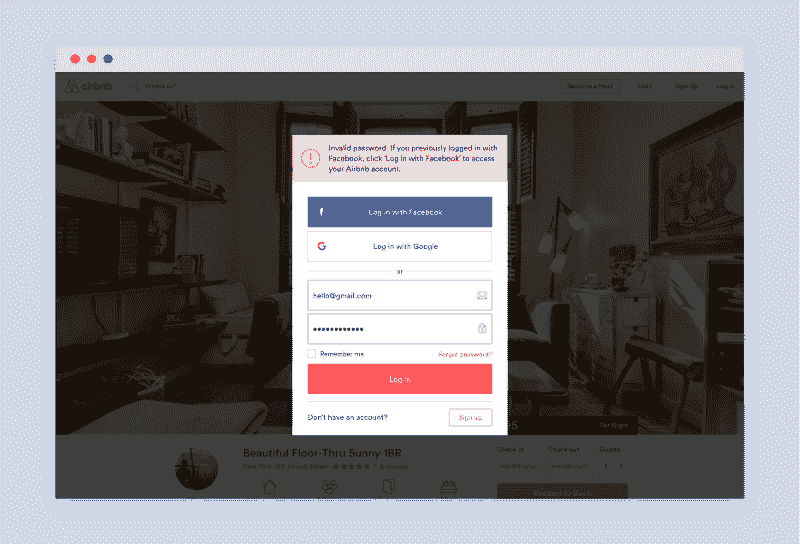 airbnb
Where to?
Become a Host
Help
Sign Up
Log In
Invalid password. If you previously logged in with
Facebook, click 'Log In with Facebook' to access
your Airbnb account.
f
Log in with Facebook
G
Log in with Google
or
hello@gmail.com
Remember me
Forgot password?
Log in
Don't have an account?
Sign up
Per Night
Beautiful Floor-Thru Sunny 1BR
New York, NY, United States
9 reviews
Check in
Check out
Guests
mm/dd/yyyy
mm/dd/yyyy
1
Request to Book